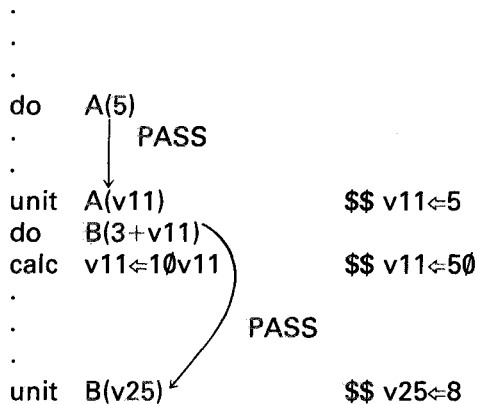 .
.
.
do A(5)
. PASS
.
unit A(v11) $$ v11⇐5
do B(3+v11)
calc v11⇐10v11 $$ v11⇐50
.
. PASS
.
unit B(v25) $$ v25⇐8